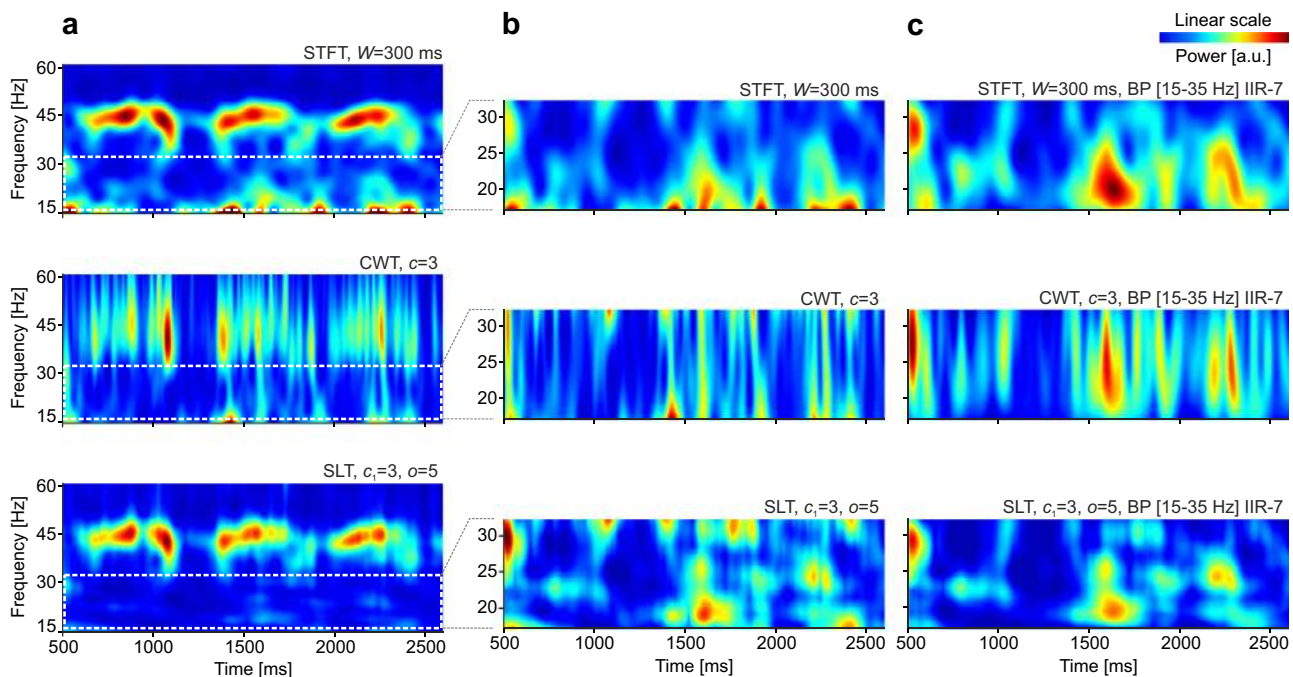 a
b
c
Linear scale
Power [a.u.]
STFT, W=300 ms
60
45
30
15
Frequency [Hz]
STFT, W=300 ms
30
25
20
STFT, W=300 ms, BP [15-35 Hz] IIR-7
CWT, c=3
60
45
30
15
Frequency [Hz]
CWT, c=3
30
25
20
CWT, c=3, BP [15-35 Hz] IIR-7
SLT, c₁=3, o=5
60
45
30
15
Frequency [Hz]
500 1000 1500 2000 2500
Time [ms]
SLT, c₁=3, o=5
30
25
20
500 1000 1500 2000 2500
Time [ms]
SLT, c₁=3, o=5, BP [15-35 Hz] IIR-7
500 1000 1500 2000 2500
Time [ms]